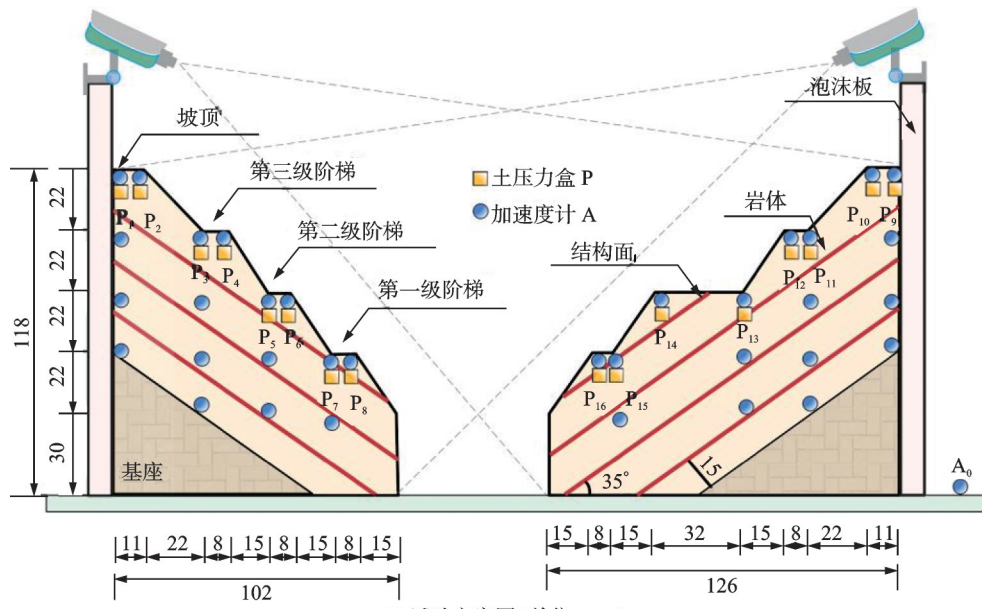 泡沫板
坡顶
第三级阶梯
土压力盒 P
加速度计 A
岩体
第二级阶梯
结构面
第一级阶梯
P₁ P₂
P₃ P₄
P₅ P₆
P₇ P₈
P₁₀ P₉
P₁₂ P₁₁
P₁₄ P₁₃
P₁₆ P₁₅
22
22
22
22
30
118
基座
35°
15
A₀
11 22 8 15 8 15 8 15
102
15 8 15 32 15 8 22 11
126